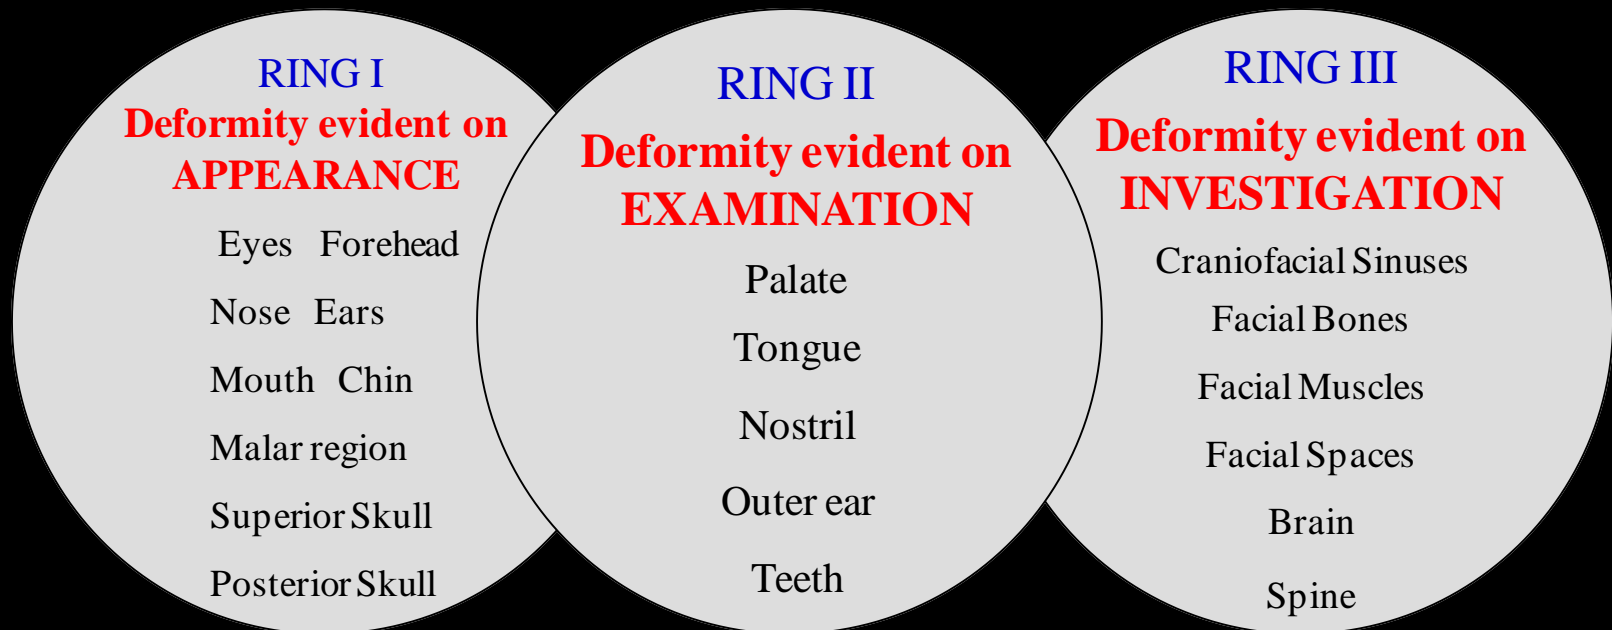 RING I
Deformity evident on
APPEARANCE
Eyes Forehead
Nose Ears
Mouth Chin
Malar region
Superior Skull
Posterior Skull
RING II
Deformity evident on
EXAMINATION
Palate
Tongue
Nostril
Outer ear
Teeth
RING III
Deformity evident on
INVESTIGATION
Craniofacial Sinuses
Facial Bones
Facial Muscles
Facial Spaces
Brain
Spine